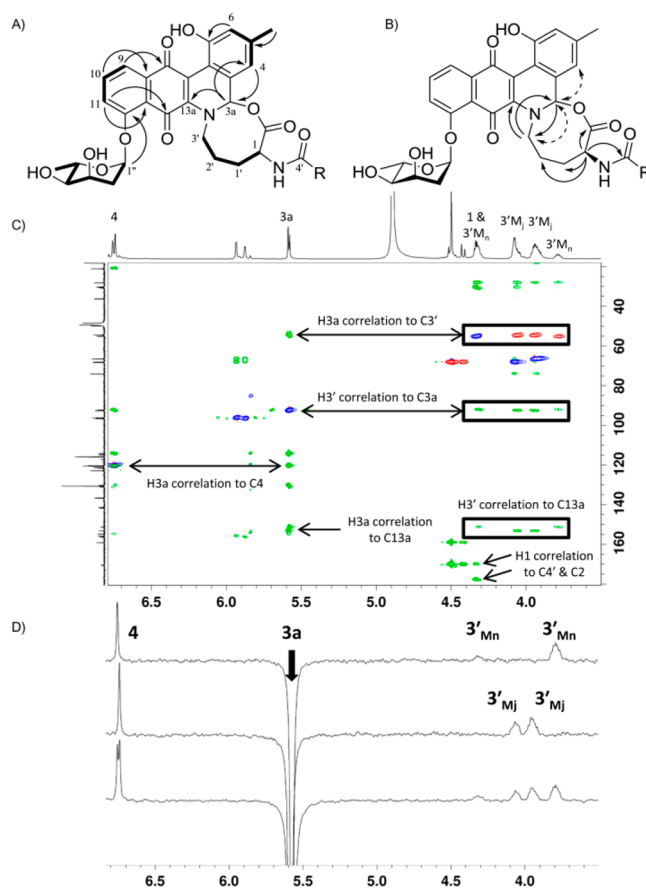 A)
B)
HO
6
O
9
10
4
11
13a
3a
O
O
N
O
O
3'
1
2'
1'
N
H
4'
R
O
OH
HO
O
1"
HO
O
O
N
O
O
O
O
NH
R
OH
HO
O
C)
4
3a
1 &
3'Mn
3'Mj
3'Mj
3'Mn
H3a correlation to C3'
H3' correlation to C3a
H3a correlation to C4
H3a correlation
to C13a
H3' correlation to C13a
H1 correlation
to C4' & C2
40
60
80
100
120
140
160
6.5
6.0
5.5
5.0
4.5
4.0
D)
4
3a
3'Mn
3'Mn
3'Mj
3'Mj
6.5
6.0
5.5
5.0
4.5
4.0